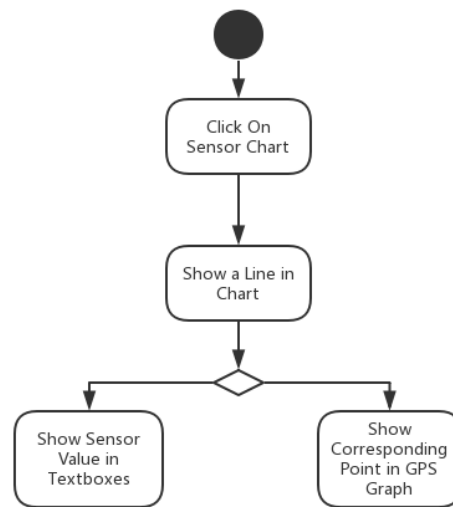 Click On
Sensor Chart
Show a Line in
Chart
Show Sensor
Value in
Textboxes
Show
Corresponding
Point in GPS
Graph